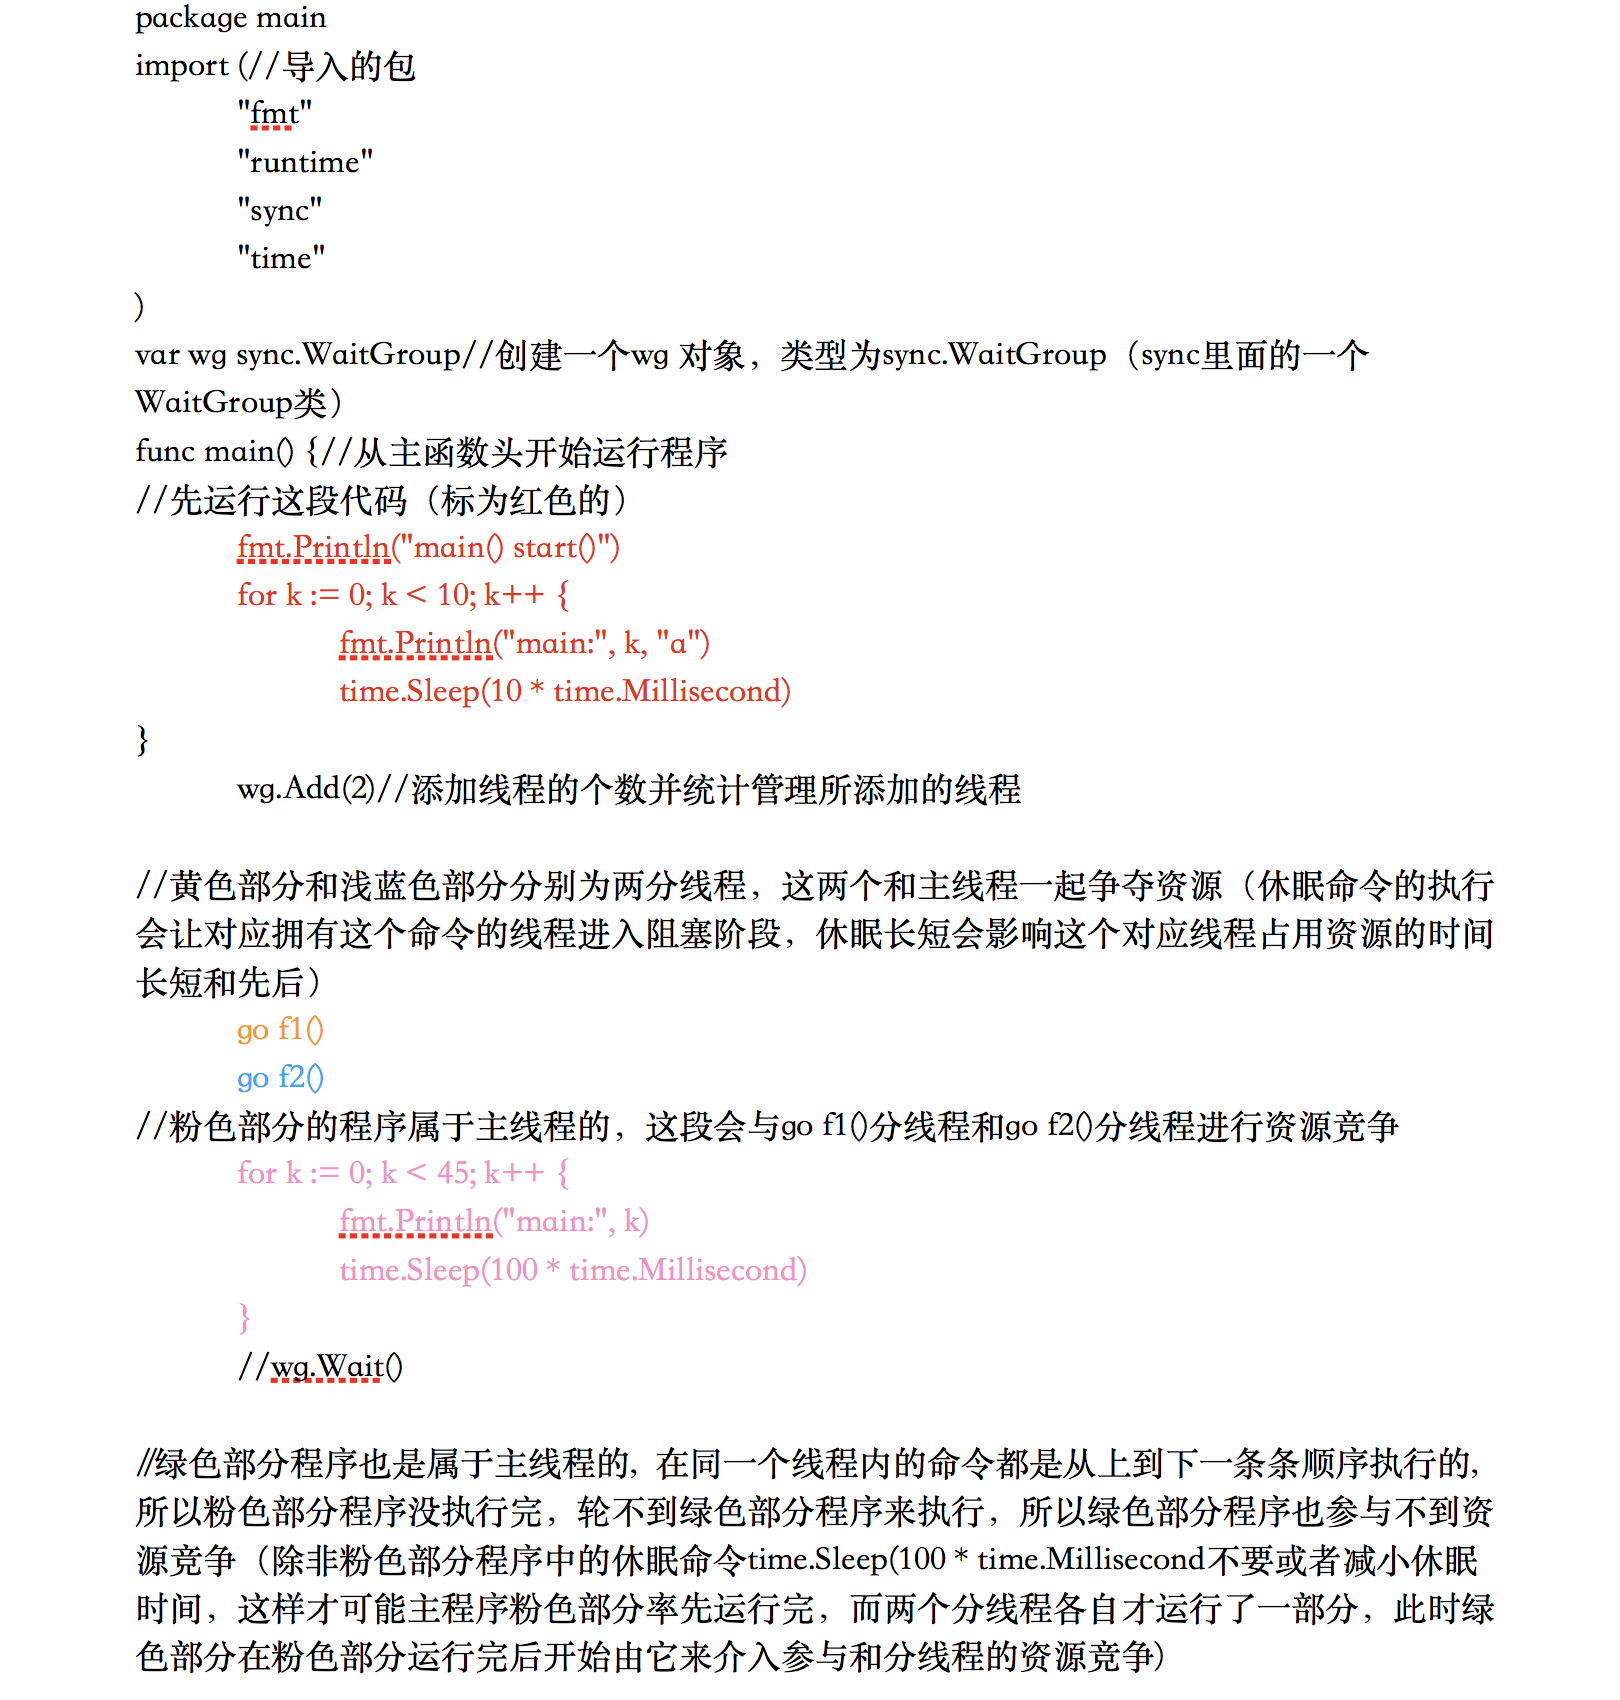 package main
import (//导入的包
"fmt"
"runtime"
"sync"
"time"
)
var wg sync.WaitGroup//创建一个wg 对象，类型为sync.WaitGroup（sync里面的一个
WaitGroup类）
func main() {//从主函数头开始运行程序
//先运行这段代码（标为红色的）
fmt.Println("main() start()")
for k := 0; k < 10; k++ {
fmt.Println("main:", k, "a")
time.Sleep(10 * time.Millisecond)
}
wg.Add(2)//添加线程的个数并统计管理所添加的线程
//黄色部分和浅蓝色部分分别为两分线程，这两个和主线程一起争夺资源（休眠命令的执行
会让对应拥有这个命令的线程进入阻塞阶段，休眠长短会影响这个对应线程占用资源的时间
长短和先后）
go f1()
go f2()
//粉色部分的程序属于主线程的，这段会与go f1()分线程和go f2()分线程进行资源竞争
for k := 0; k < 45; k++ {
fmt.Println("main:", k)
time.Sleep(100 * time.Millisecond)
}
//wg.Wait()
//绿色部分程序也是属于主线程的, 在同一个线程内的命令都是从上到下一条条顺序执行的,
所以粉色部分程序没执行完，轮不到绿色部分程序来执行，所以绿色部分程序也参与不到资
源竞争（除非粉色部分程序中的休眠命令time.Sleep(100 * time.Millisecond不要或者减小休眠
时间，这样才可能主程序粉色部分率先运行完，而两个分线程各自才运行了一部分，此时绿
色部分在粉色部分运行完后开始由它来介入参与和分线程的资源竞争)